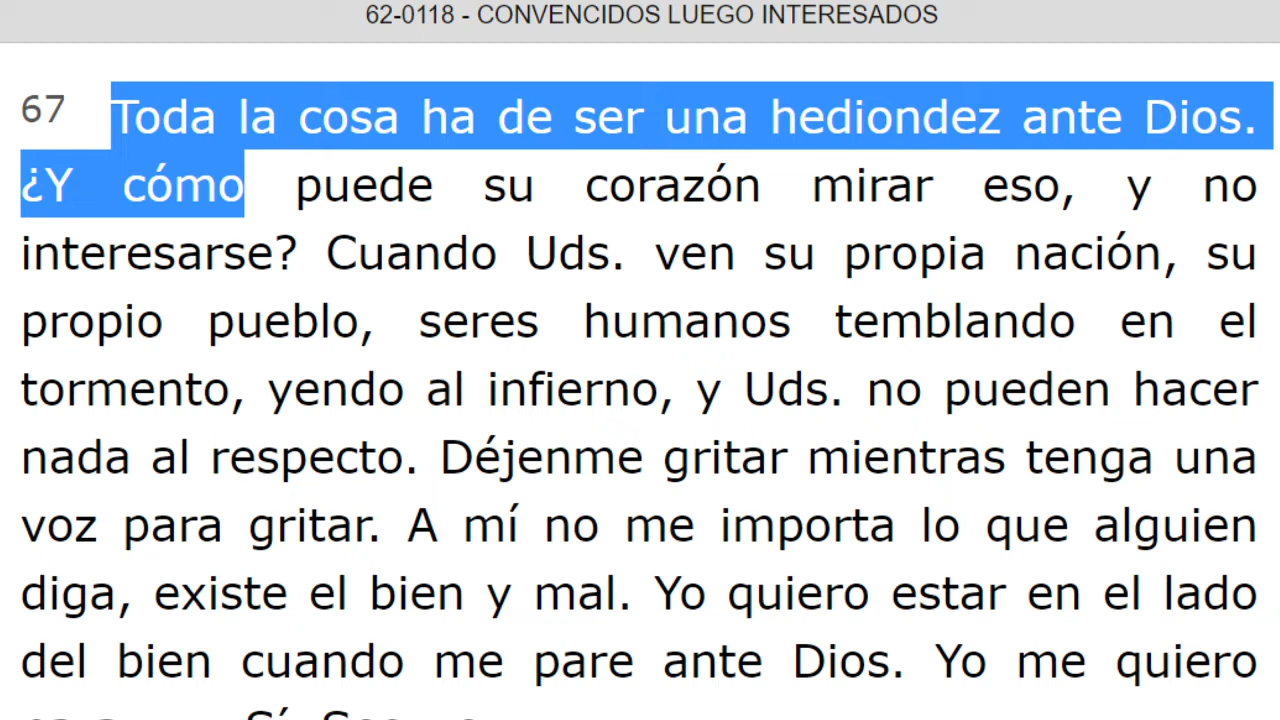 62-0118 - CONVENCIDOS LUEGO INTERESADOS
67 Toda la cosa ha de ser una hediondez ante Dios.
¿Y cómo puede su corazón mirar eso, y no
interesarse? Cuando Uds. ven su propia nación, su
propio pueblo, seres humanos temblando en el
tormento, yendo al infierno, y Uds. no pueden hacer
nada al respecto. Déjenme gritar mientras tenga una
voz para gritar. A mí no me importa lo que alguien
diga, existe el bien y mal. Yo quiero estar en el lado
del bien cuando me pare ante Dios. Yo me quiero